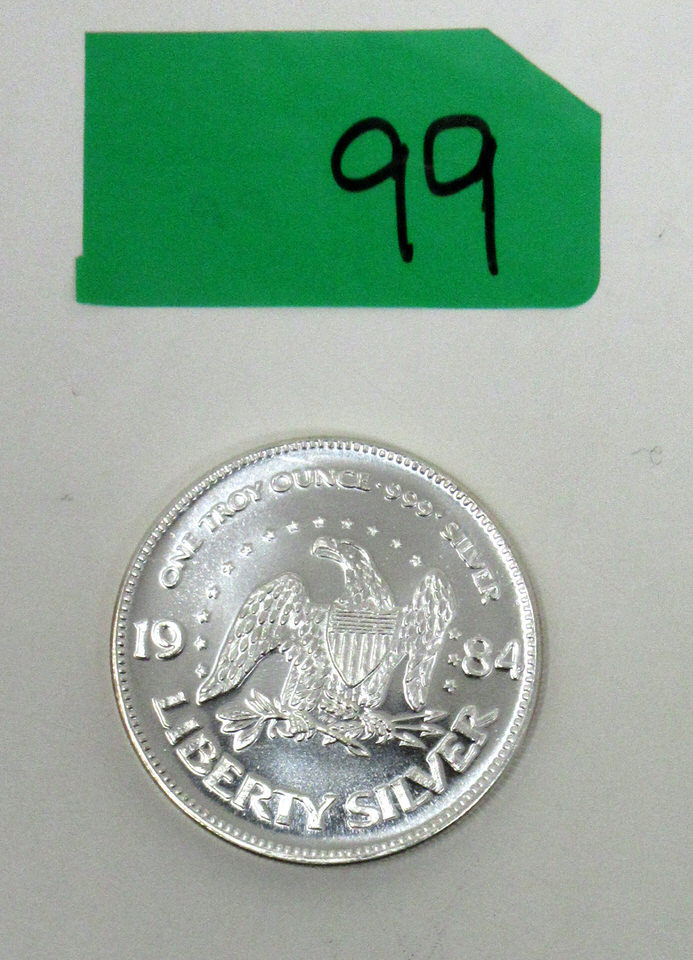 99
ONE TROY OUNCE · 999 · SILVER
19 84
LIBERTY SILVER